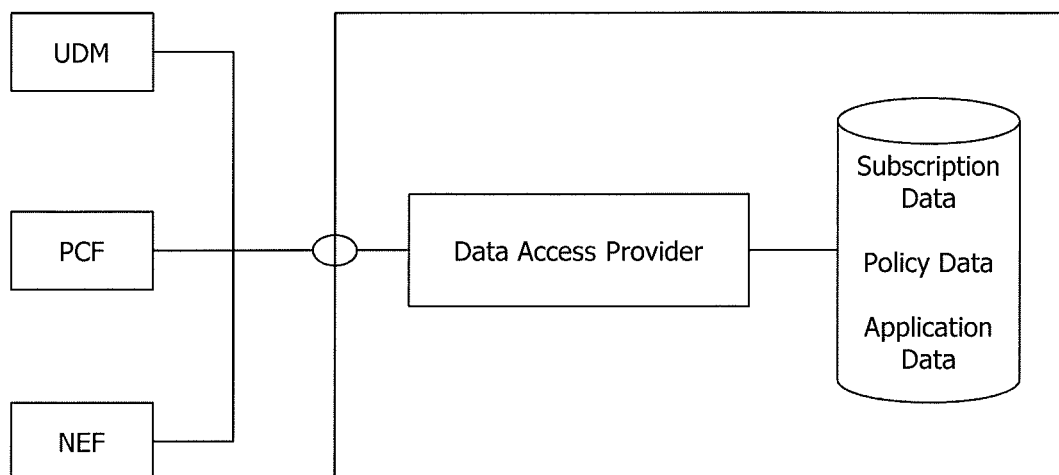 UDM
PCF
NEF
Data Access Provider
Subscription
Data
Policy Data
Application
Data